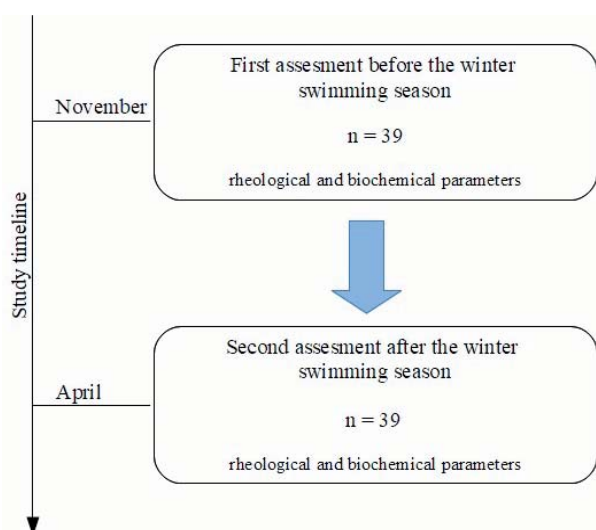 First assesment before the winter
swimming season
November
n = 39
rheological and biochemical parameters
Study timeline
Second assesment after the winter
swimming season
April
n = 39
rheological and biochemical parameters